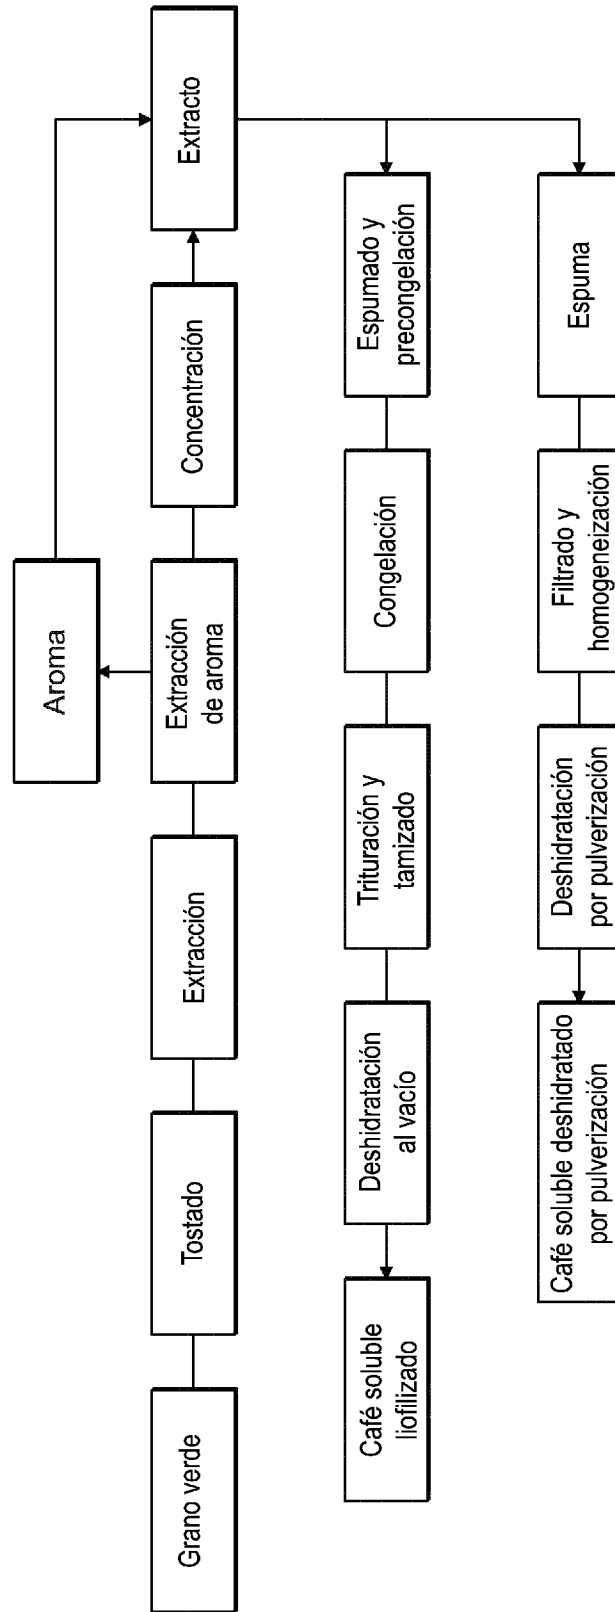 Aroma
Grano verde
Tostado
Extracción
Extracción
de aroma
Concentración
Extracto
Café soluble
liofilizado
Deshidratación
al vacío
Trituración y
tamizado
Congelación
Espumado y
precongelación
Café soluble deshidratado
por pulverización
Deshidratación
por pulverización
Filtrado y
homogeneización
Espuma